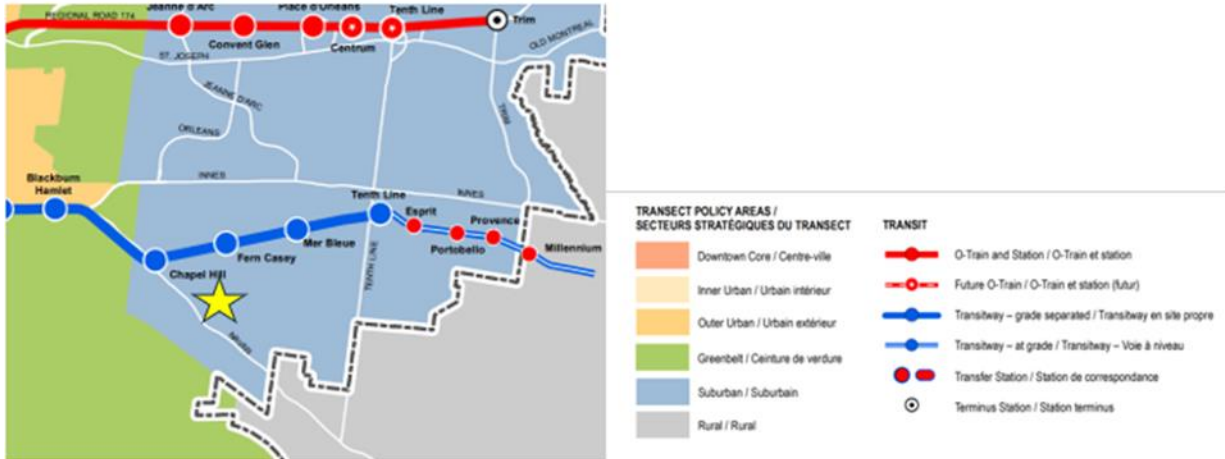 Jeanne d'Arc
Place d'Orléans
Tenth Line
Trim
REGIONAL ROAD 174
Convent Glen
Centrum
OLD MONTREAL
ST. JOSEPH
JEANNE D'ARC
TRIM
ORLEANS
Blackburn
Hamlet
INNES
Tenth Line
INNES
Esprit
Provence
Mer Bleue
Portobello
Millennium
Fern Casey
Chapel Hill
TENTH LINE
NAVAN
TRANSECT POLICY AREAS /
SECTEURS STRATÉGIQUES DU TRANSECT
Downtown Core / Centre-ville
Inner Urban / Urbain intérieur
Outer Urban / Urbain extérieur
Greenbelt / Ceinture de verdure
Suburban / Suburbain
Rural / Rural
TRANSIT
O-Train and Station / O-Train et station
Future O-Train / O-Train et station (futur)
Transitway – grade separated / Transitway en site propre
Transitway – at grade / Transitway – Voie à niveau
Transfer Station / Station de correspondance
Terminus Station / Station terminus